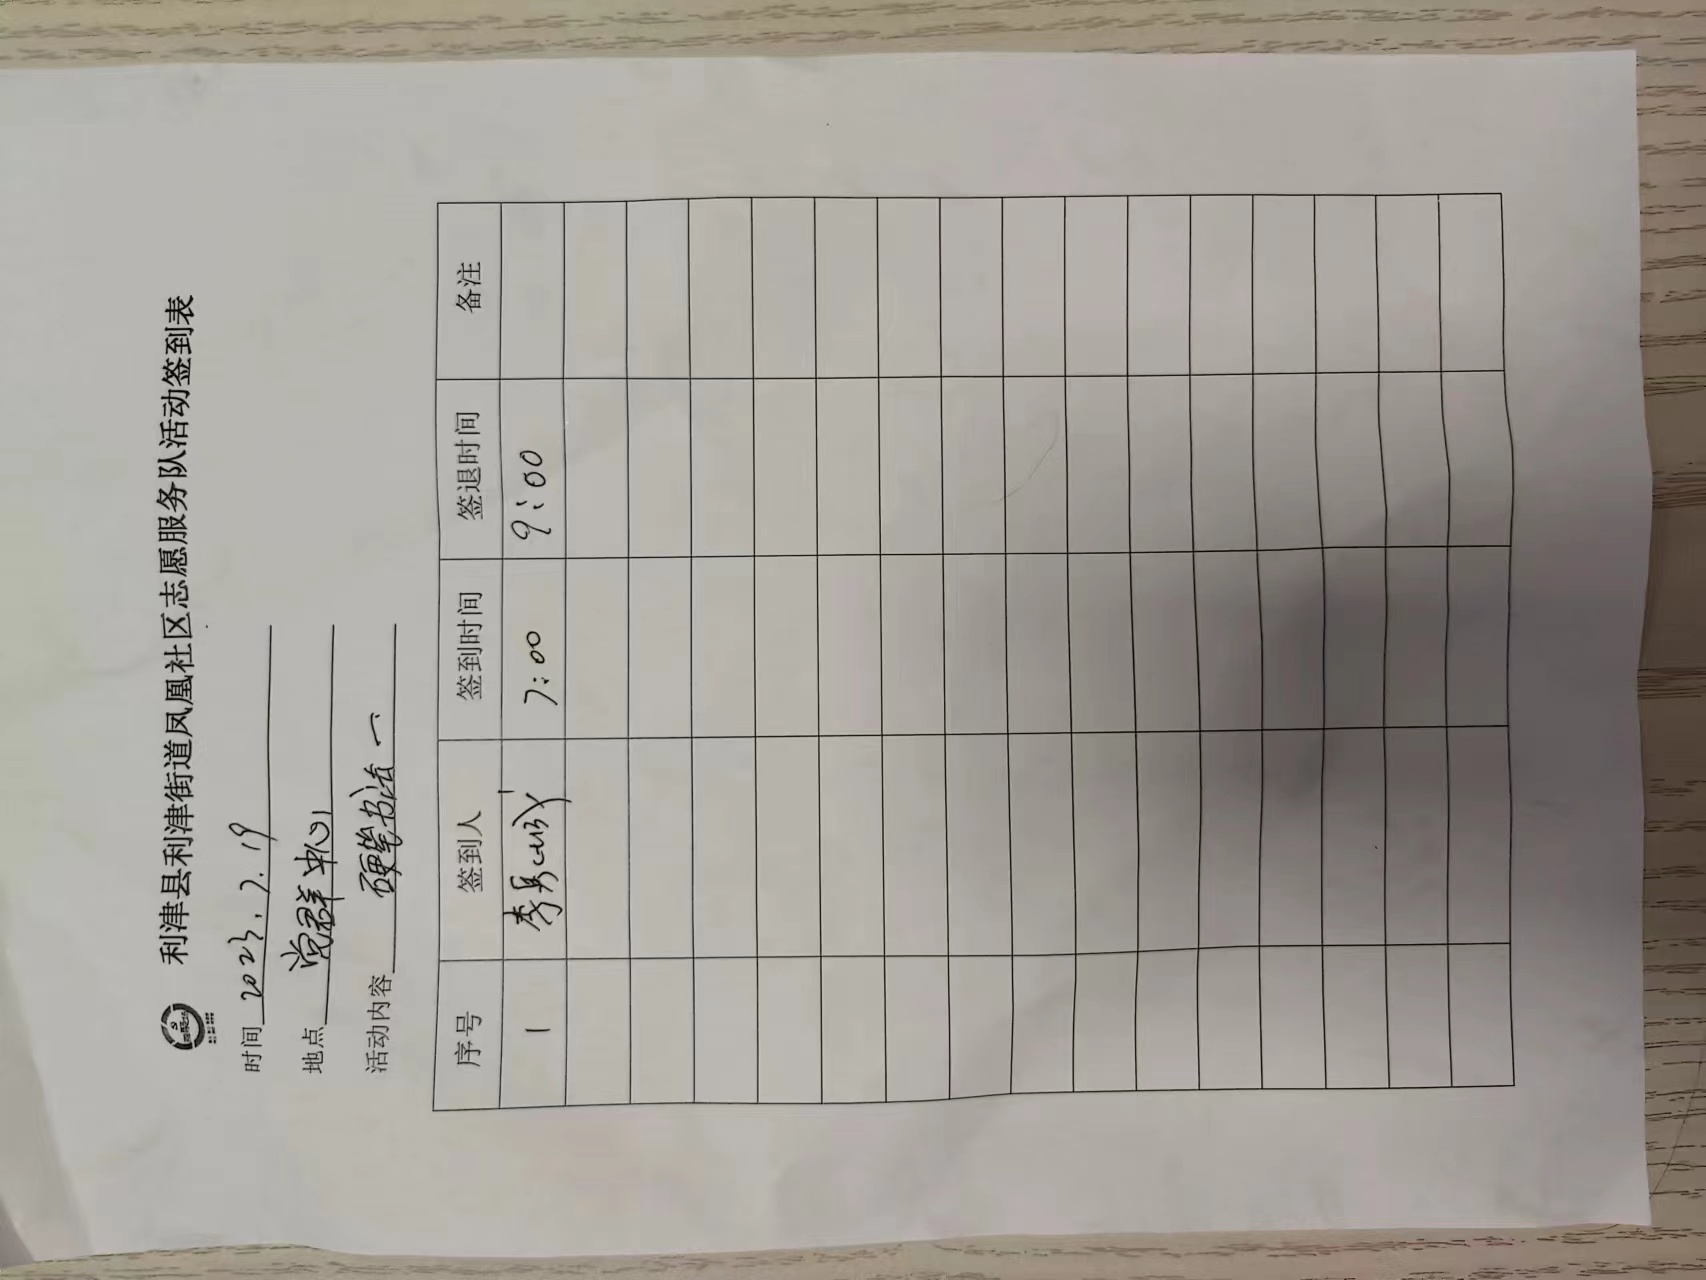 利津县利津街道凤凰社区志愿服务队活动签到表
时间 2023.7.19
地点 党群中心
活动内容 硬笔书法一
序号 签到人 签到时间 签退时间 备注
1 李 7:00 9:00